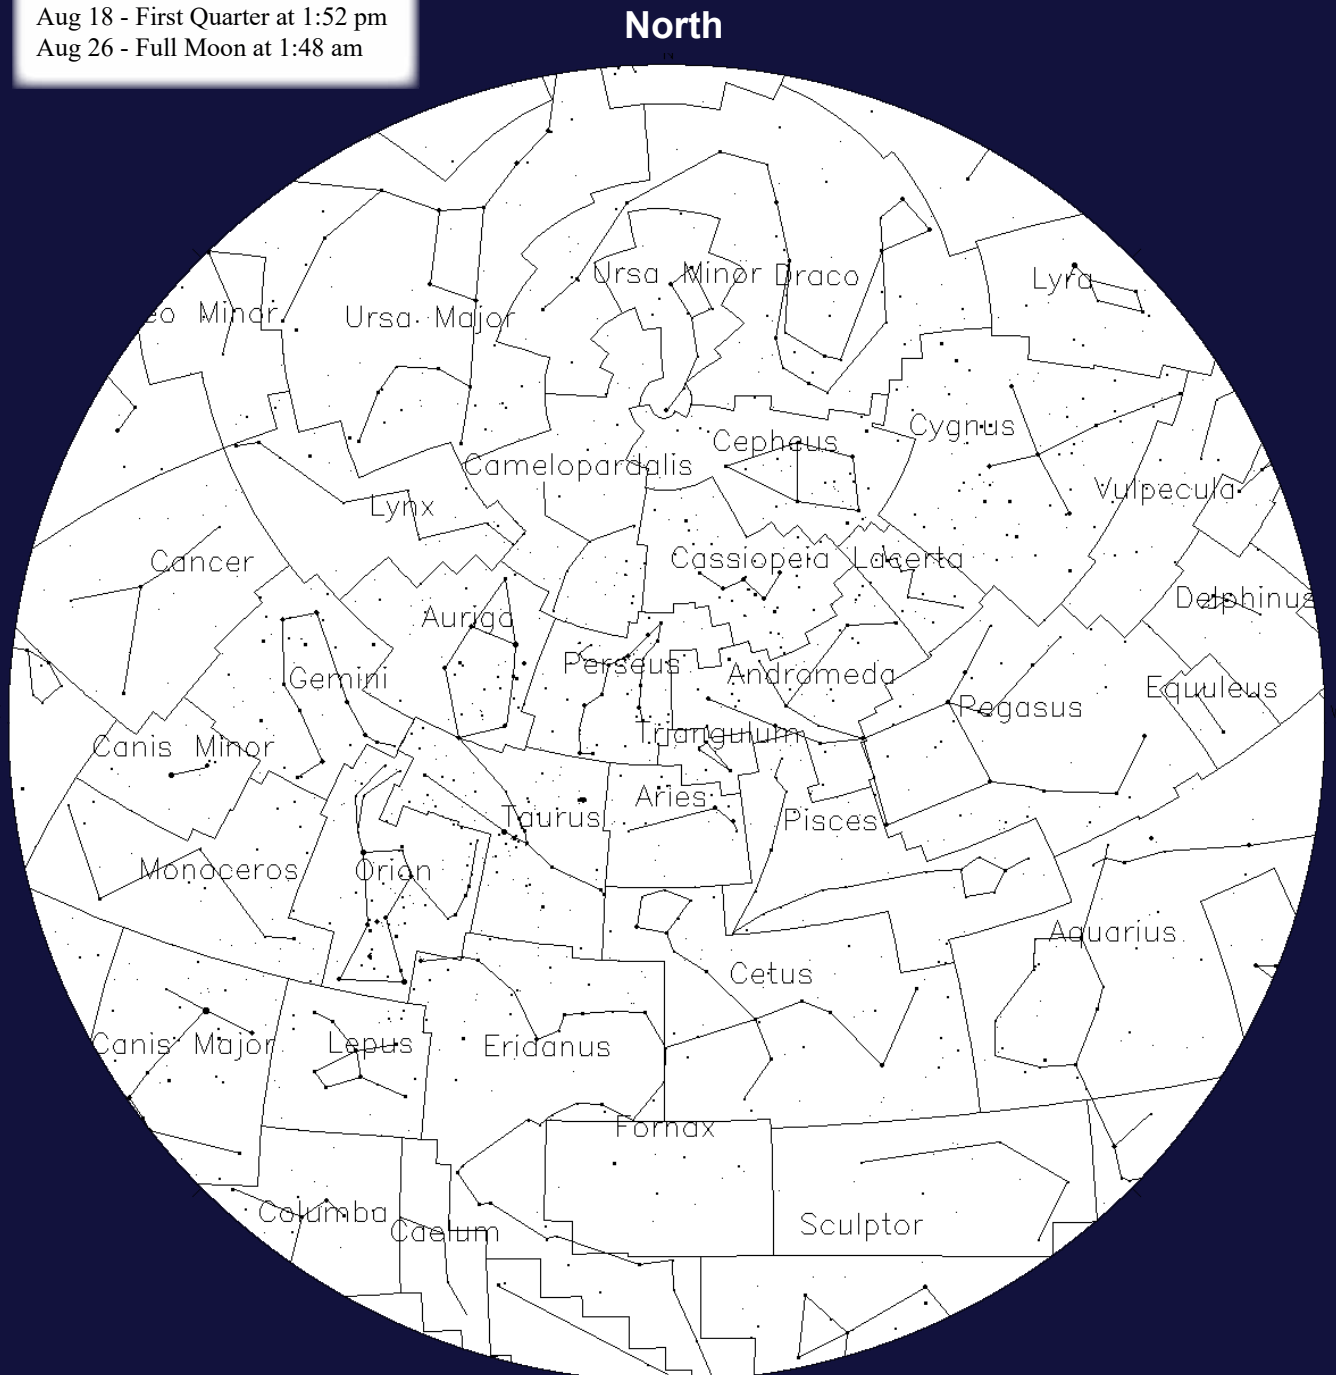 Aug 18 - First Quarter at 1:52 pm
Aug 26 - Full Moon at 1:48 am
North
Ursa Minor
Draco
Lyra
eo Minor
Ursa Major
Cygnus
Cepheus
Camelopardalis
Vulpecula
Lynx
Cancer
Cassiopeia
Lacerta
Delphinus
Auriga
Perseus
Andromeda
Gemini
Equuleus
Pegasus
Triangulum
Canis Minor
Aries
Taurus
Pisces
Monoceros
Orion
Aquarius
Cetus
Canis Major
Lepus
Eridanus
Fornax
Columba
Caelum
Sculptor